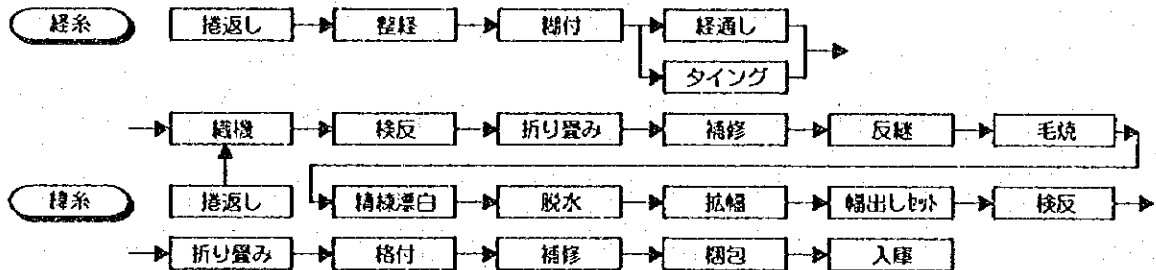 経糸 捲返し 整経 糊付 経通し
タイング
織機 検反 折り畳み 補修 反継 毛焼
緯糸 捲返し 精練漂白 脱水 拡幅 幅出しセット 検反
折り畳み 格付 補修 梱包 入庫